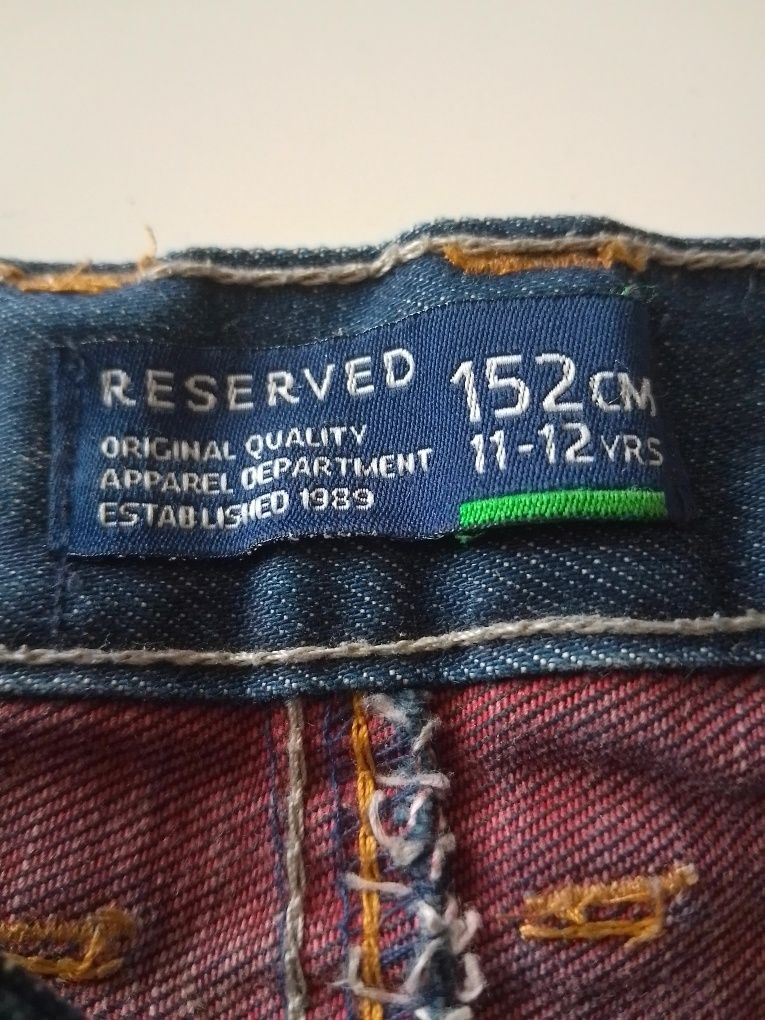 RESERVED
ORIGINAL QUALITY
APPAREL DEPARTMENT
ESTABLISHED 1989
152CM
11-12YRS